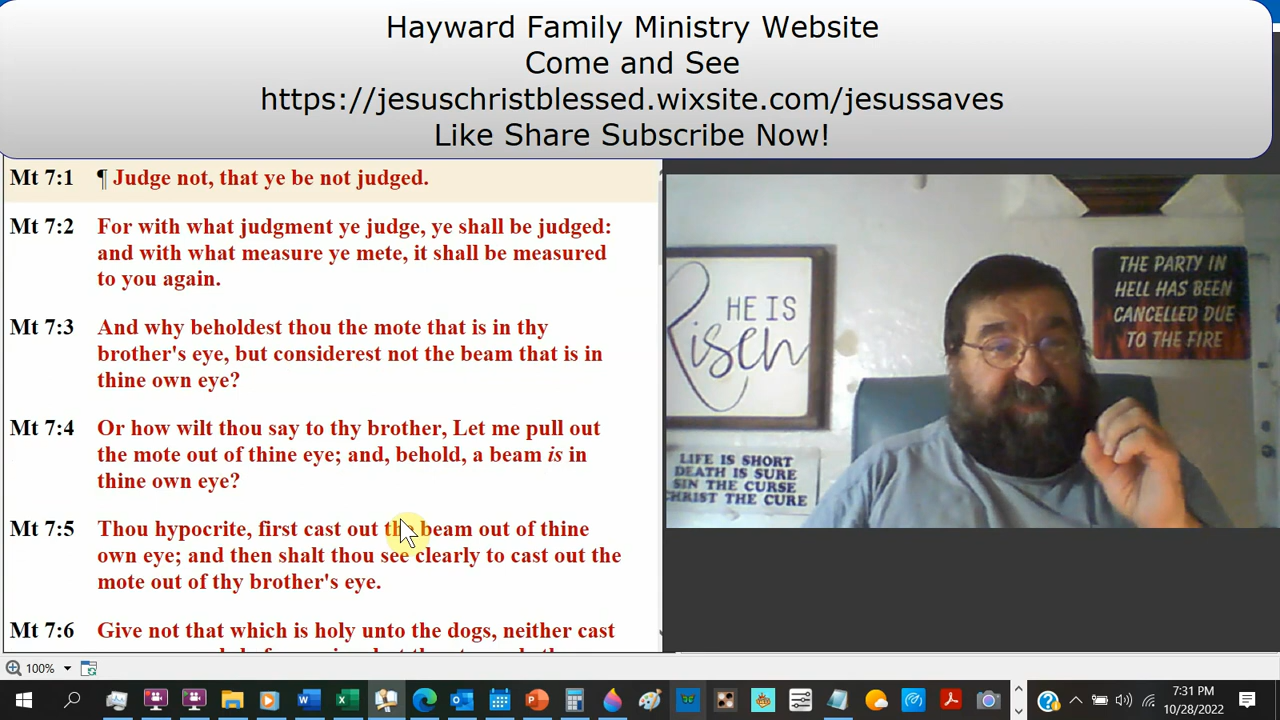 Hayward Family Ministry Website
Come and See
https://jesuschristblessed.wixsite.com/jesussaves
Like Share Subscribe Now!
Mt 7:1 ¶ Judge not, that ye be not judged.
Mt 7:2 For with what judgment ye judge, ye shall be judged:
and with what measure ye mete, it shall be measured
to you again.
Mt 7:3 And why beholdest thou the mote that is in thy
brother's eye, but considerest not the beam that is in
thine own eye?
Mt 7:4 Or how wilt thou say to thy brother, Let me pull out
the mote out of thine eye; and, behold, a beam is in
thine own eye?
Mt 7:5 Thou hypocrite, first cast out the beam out of thine
own eye; and then shalt thou see clearly to cast out the
mote out of thy brother's eye.
Mt 7:6 Give not that which is holy unto the dogs, neither cast
HE IS
Risen
LIFE IS SHORT
DEATH IS SURE
SIN THE CURSE
CHRIST THE CURE
THE PARTY IN
HELL HAS BEEN
CANCELLED DUE
TO THE FIRE
100%
7:31 PM
10/28/2022